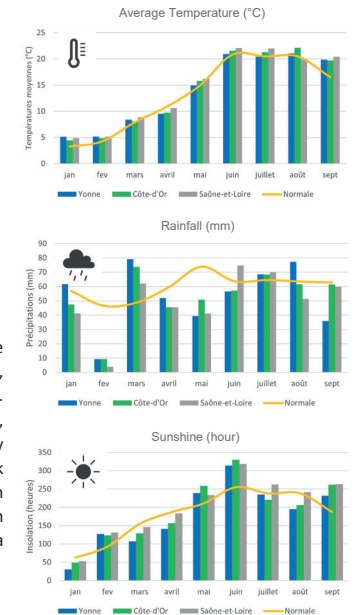 Average Temperature (°C)
Températures moyennes (°C)
25
20
15
10
5
0
jan fev mars avril mai juin juillet août sept
Yonne Côte-d'Or Saône-et-Loire Normale
Rainfall (mm)
Précipitations (mm)
90
80
70
60
50
40
30
20
10
0
jan fev mars avril mai juin juillet août sept
Yonne Côte-d'Or Saône-et-Loire Normale
Sunshine (hour)
Insolation (heures)
350
300
250
200
150
100
50
0
jan fev mars avril mai juin juillet août sept
Yonne Côte-d'Or Saône-et-Loire Normale